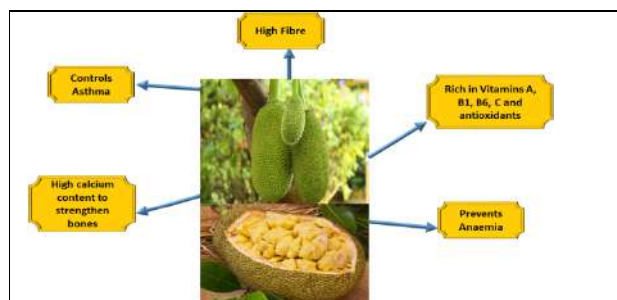 High Fibre
Controls
Asthma
Rich in Vitamins A,
B1, B6, C and
antioxidants
High calcium
content to
strengthen
bones
Prevents
Anaemia